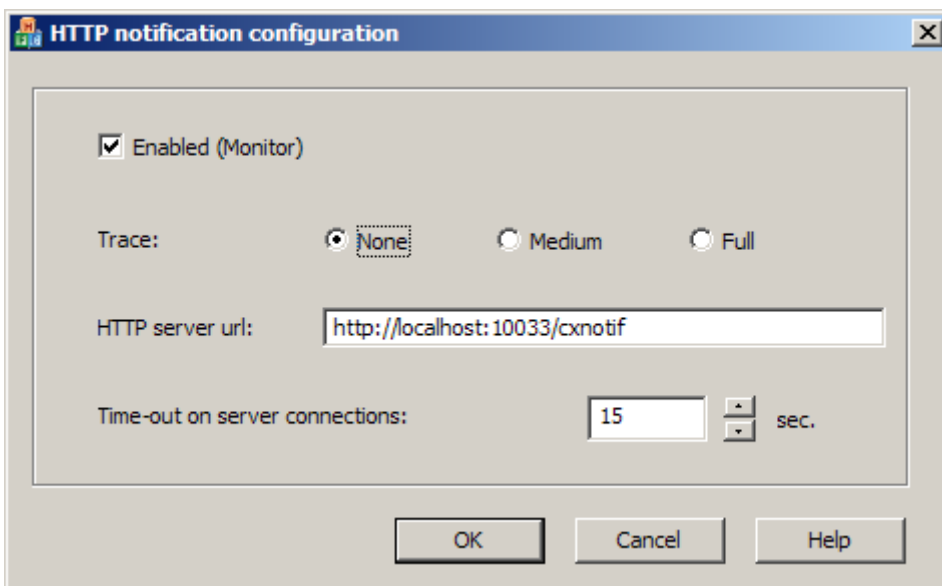 HTTP notification configuration
Enabled (Monitor)
Trace: None Medium Full
HTTP server url: http://localhost:10033/cxnotif
Time-out on server connections: 15 sec.
OK Cancel Help